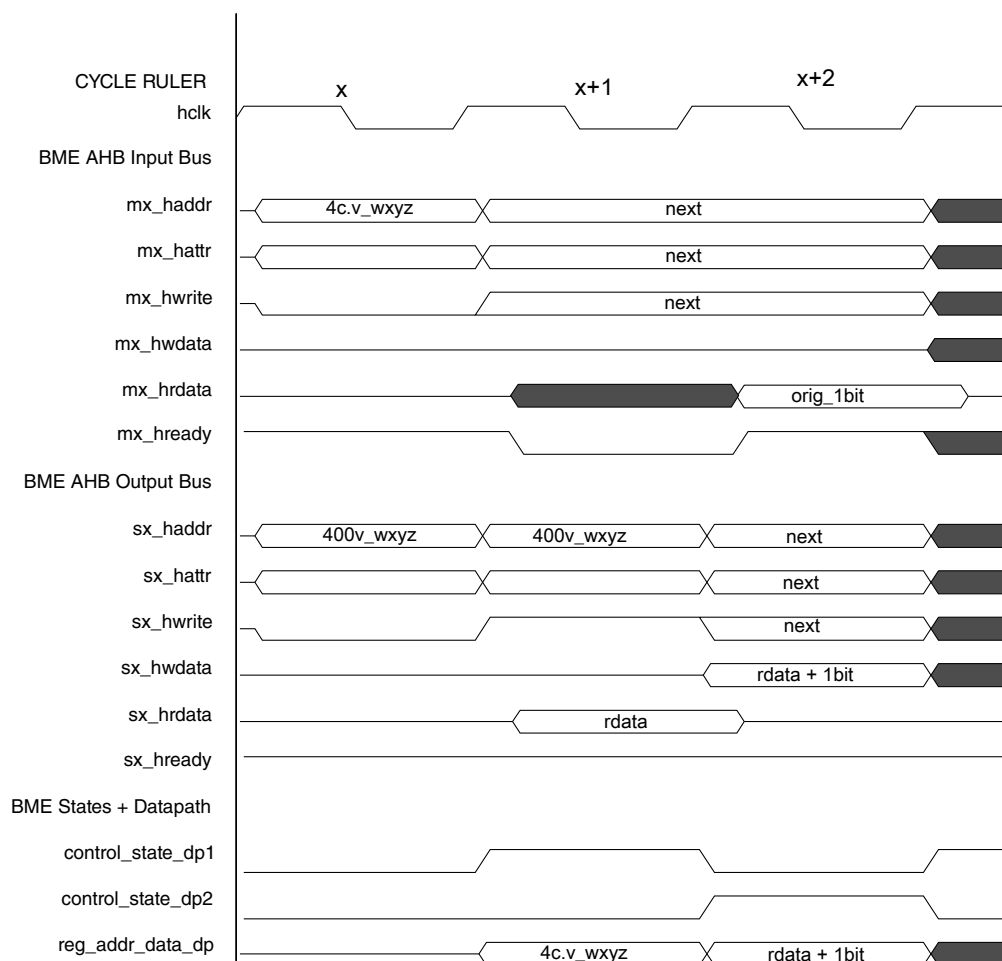 CYCLE RULER x x+1 x+2
hclk
BME AHB Input Bus
mx_haddr 4c.v_wxyz next
mx_hattr next
mx_hwrite next
mx_hwdata
mx_hrdata orig_1bit
mx_hready
BME AHB Output Bus
sx_haddr 400v_wxyz 400v_wxyz next
sx_hattr next
sx_hwrite next
sx_hwdata rdata + 1bit
sx_hrdata rdata
sx_hready
BME States + Datapath
control_state_dp1
control_state_dp2
reg_addr_data_dp 4c.v_wxyz rdata + 1bit